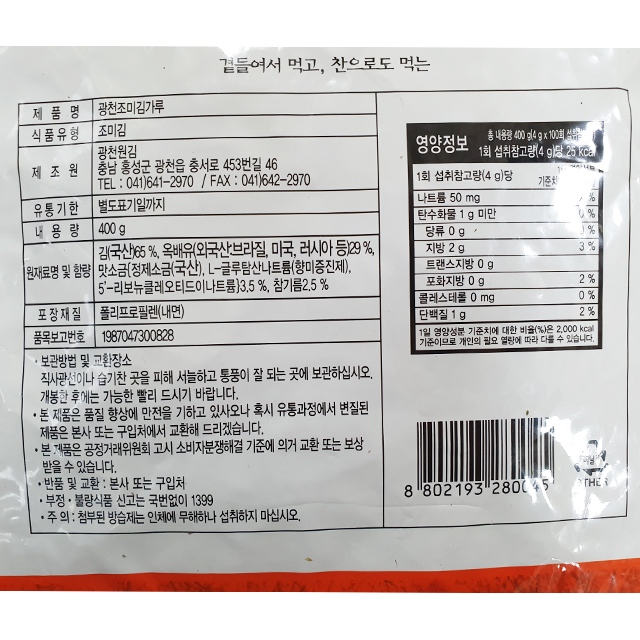 곁들여서 먹고, 찬으로도 먹는
제 품 명 광천조미김가루
식품유형 조미김
제 조 원 광천원김
충남 홍성군 광천읍 충서로 453번길 46
TEL : 041)641-2970 / FAX : 041)642-2970
유통기한 별도표기일까지
내 용 량 400 g
원재료명 및 함량 김(국산)65 %, 옥배유(외국산:브라질, 미국, 러시아 등)29 %,
맛소금(정제소금(국산), L-글루탐산나트륨(향미증진제),
5'-리보뉴클레오티드이나트륨)3.5 %, 참기름2.5 %
포장재질 폴리프로필렌(내면)
품목보고번호 1987047300828
· 보관방법 및 교환장소
직사광선이나 습기찬 곳을 피해 서늘하고 통풍이 잘 되는 곳에 보관하십시오.
개봉한 후에는 가능한 빨리 드시기 바랍니다.
· 본 제품은 품질 향상에 만전을 기하고 있사오나 혹시 유통과정에서 변질된
제품은 본사 또는 구입처에서 교환해 드리겠습니다.
· 본 제품은 공정거래위원회 고시 소비자분쟁해결 기준에 의거 교환 또는 보상
받을 수 있습니다.
· 반품 및 교환 : 본사 또는 구입처
· 부정 · 불량식품 신고는 국번없이 1399
· 주 의 : 첨부된 방습제는 인체에 무해하나 섭취하지 마십시오.
영양정보
총 내용량 400 g(4 g x 100회
1회 섭취참고량(4 g)당 25 kcal
1회 섭취참고량(4 g)당
나트륨 50 mg
탄수화물 1 g 미만 0 %
당류 0 g
지방 2 g 3 %
트랜스지방 0 g
포화지방 0 g 2 %
콜레스테롤 0 mg 0 %
단백질 1 g 2 %
1일 영양성분 기준치에 대한 비율(%)은 2,000 kcal
기준이므로 개인의 필요 열량에 따라 다를 수 있습니다.
8 802193 280045
OTHER